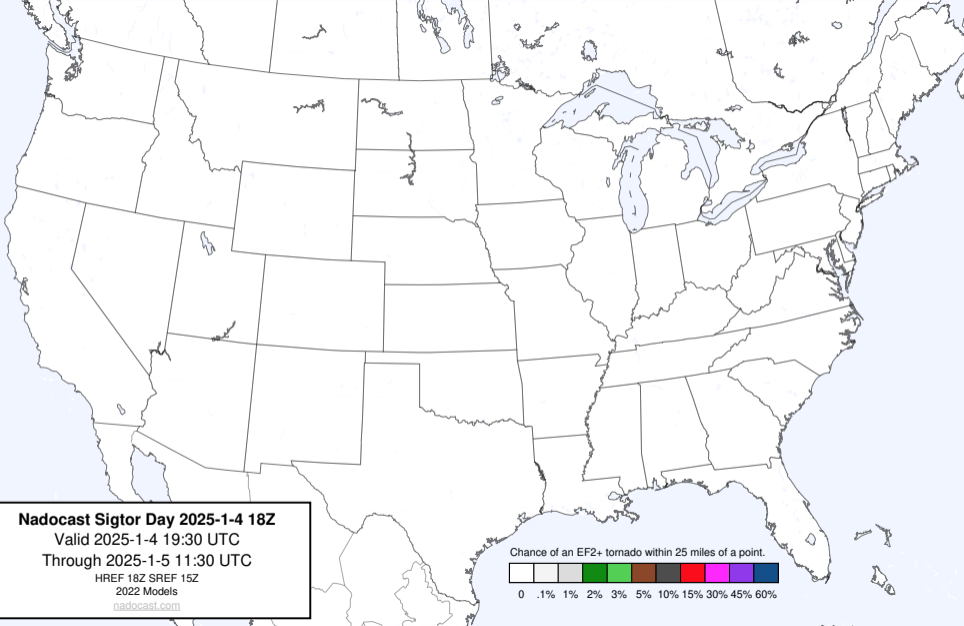 Nadocast Sigtor Day 2025-1-4 18Z
Valid 2025-1-4 19:30 UTC
Through 2025-1-5 11:30 UTC
HREF 18Z SREF 15Z
2022 Models
nadocast.com
Chance of an EF2+ tornado within 25 miles of a point.
0 .1% 1% 2% 3% 5% 10% 15% 30% 45% 60%